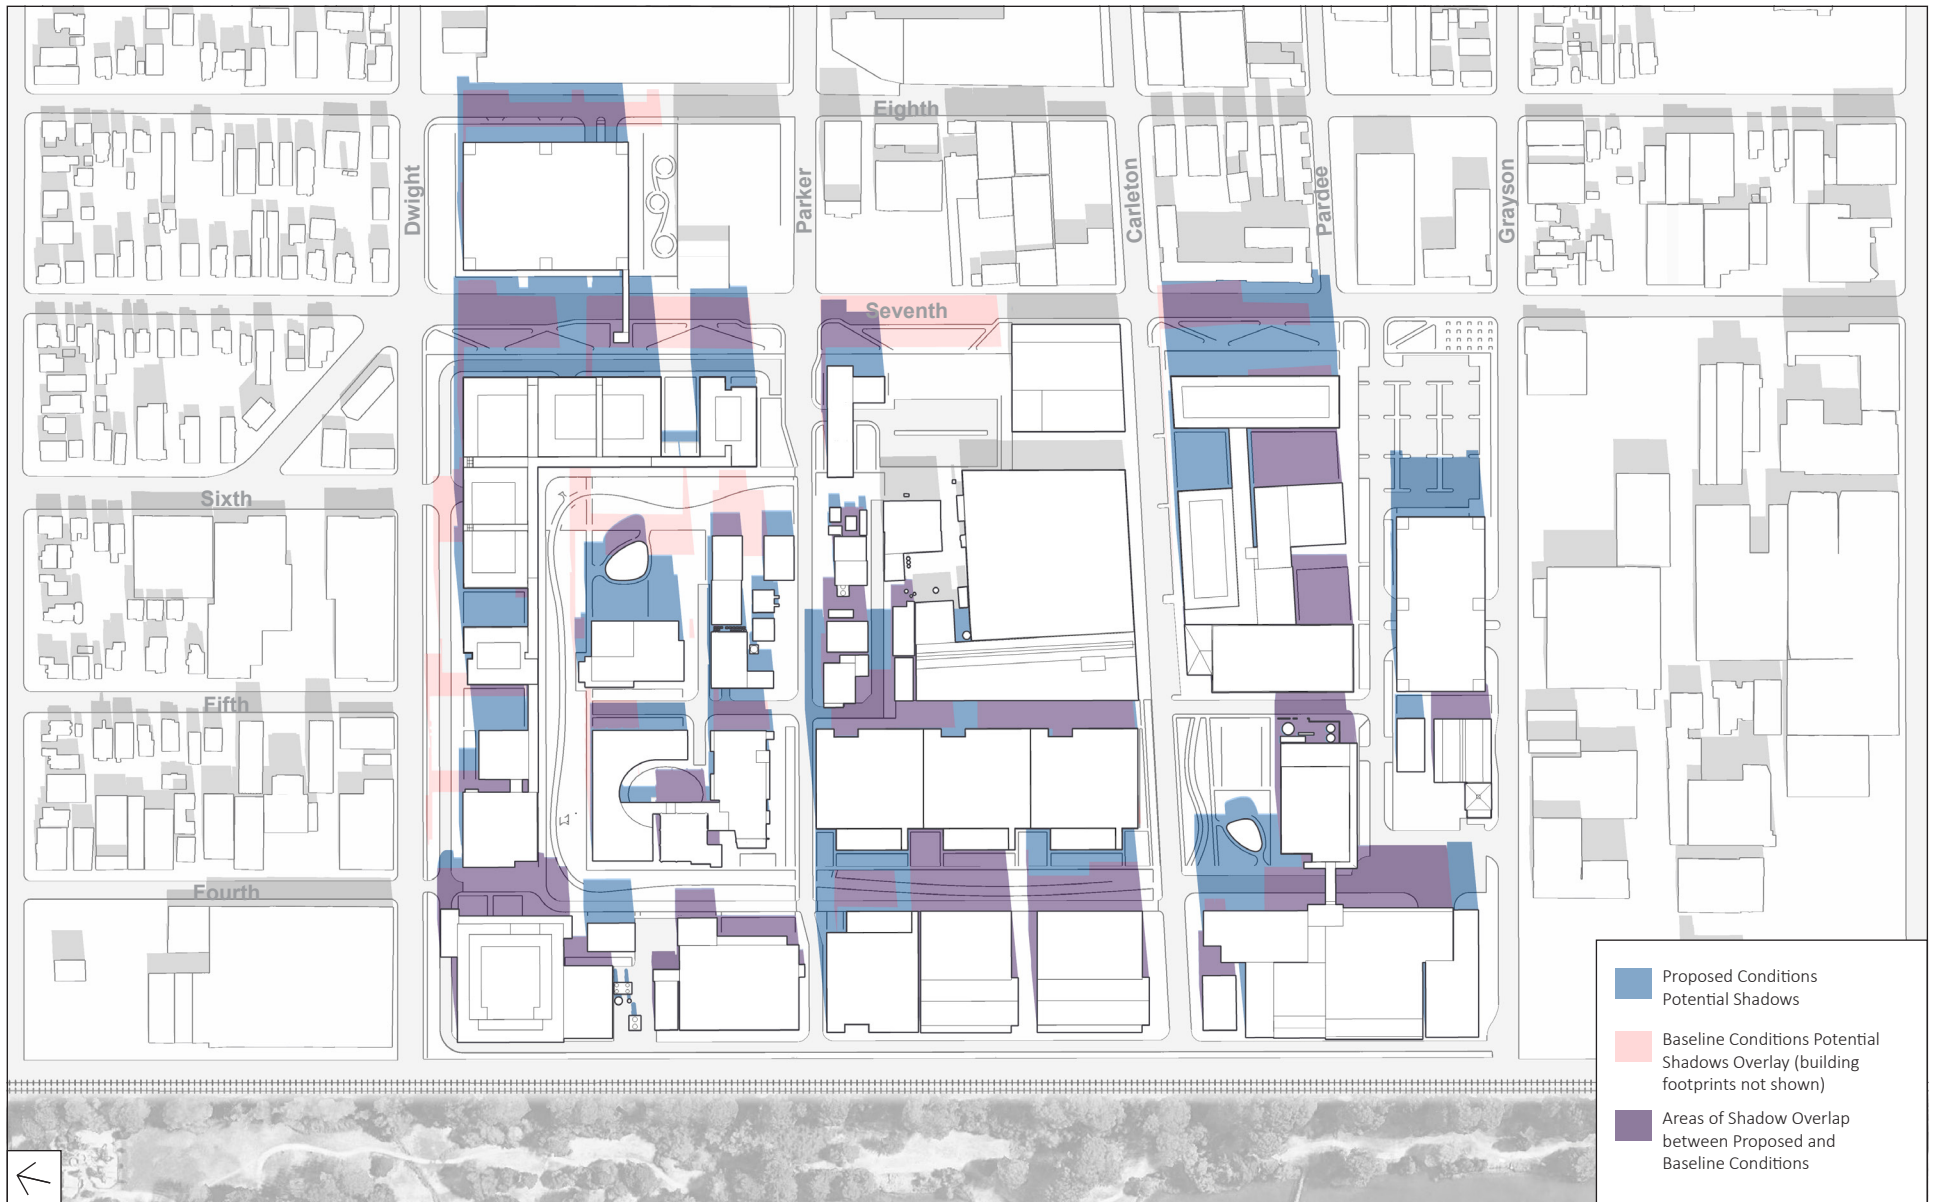 Eighth
Dwight
Parker
Carleton
Pardee
Grayson
Seventh
Sixth
Fifth
Fourth
Proposed Conditions
Potential Shadows
Baseline Conditions Potential
Shadows Overlay (building
footprints not shown)
Areas of Shadow Overlap
between Proposed and
Baseline Conditions